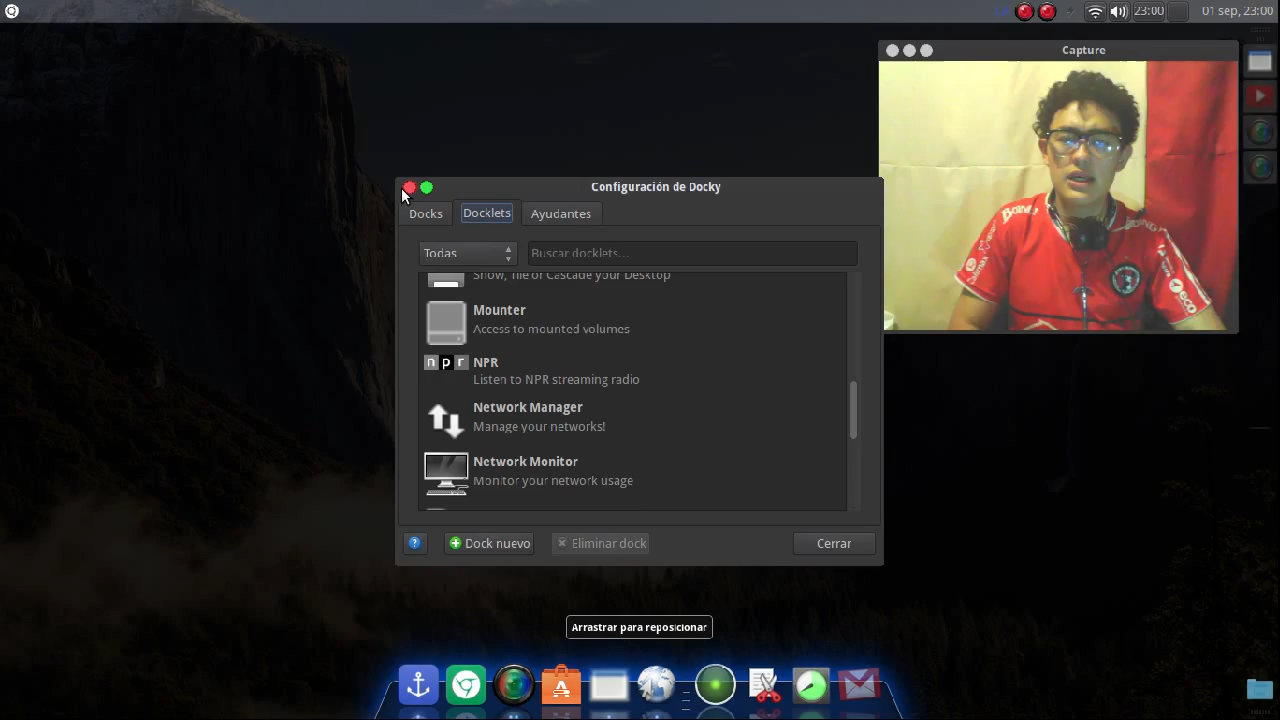 23:00
01 sep, 23:00
Capture
Configuración de Docky
Docks
Docklets
Ayudantes
Todas
Buscar docklets...
Show, Tile or Cascade your Desktop
Mounter
Access to mounted volumes
npr
NPR
Listen to NPR streaming radio
Network Manager
Manage your networks!
Network Monitor
Monitor your network usage
?
Dock nuevo
Eliminar dock
Cerrar
Arrastrar para reposicionar
eco